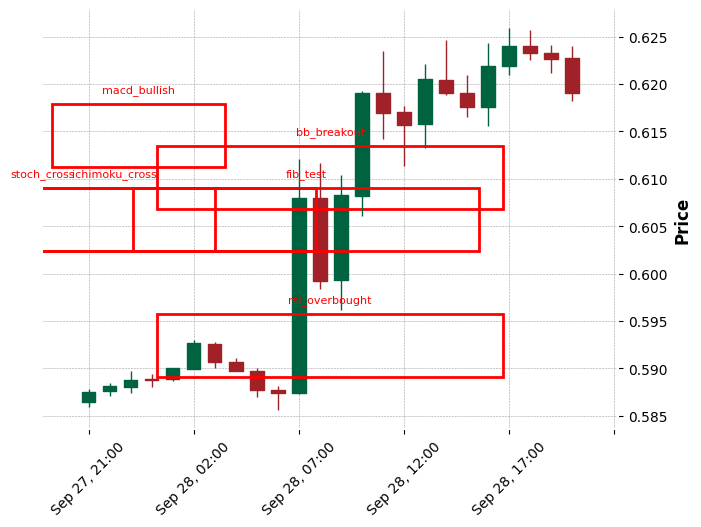 macd_bullish
bb_breakout
stoch_cross
ichimoku_cross
fib_test
rsi_overbought
0.625
0.620
0.615
0.610
0.605
0.600
0.595
0.590
0.585
Price
Sep 27, 21:00
Sep 28, 02:00
Sep 28, 07:00
Sep 28, 12:00
Sep 28, 17:00